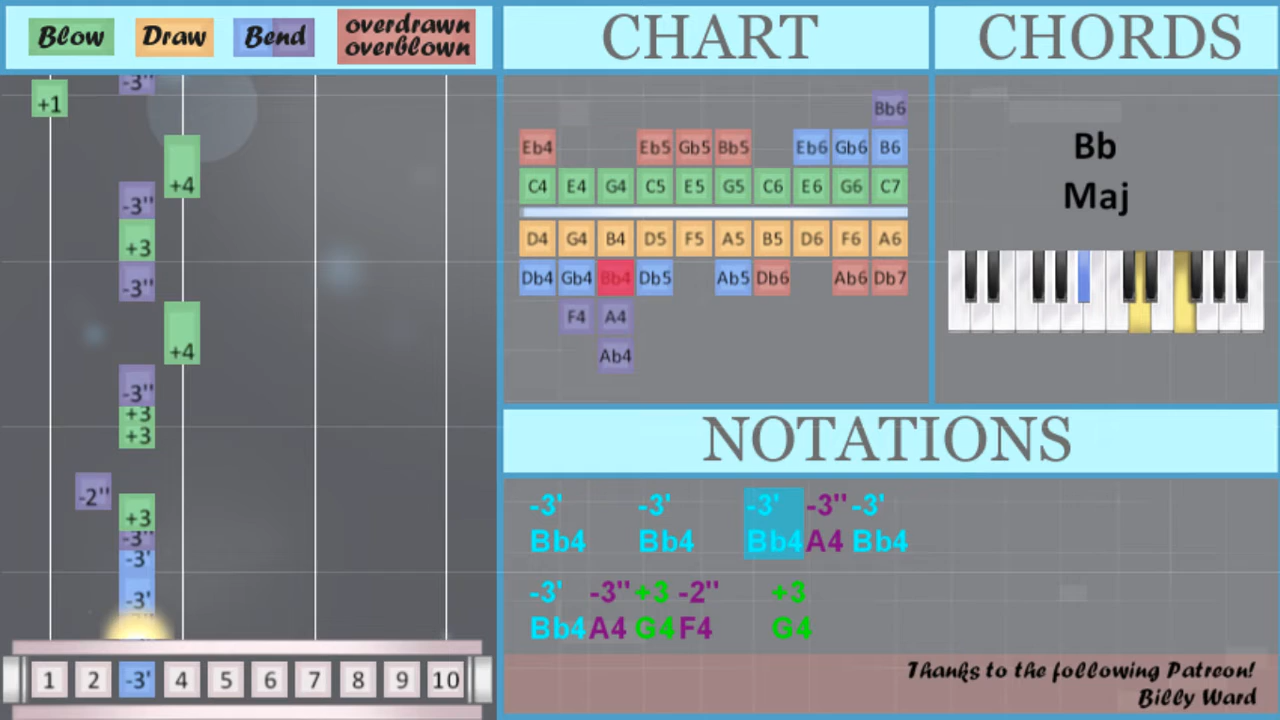 Blow Draw Bend overdrawn
overblown
CHART
CHORDS
-3''
+1
+4
-3''
+3
-3''
+4
-3''
+3
+3
-2''
+3
-3''
-3'
-3'
1 2 -3' 4 5 6 7 8 9 10
Bb6
Eb4 Eb5 Gb5 Bb5 Eb6 Gb6 B6
C4 E4 G4 C5 E5 G5 C6 E6 G6 C7
D4 G4 B4 D5 F5 A5 B5 D6 F6 A6
Db4 Gb4 Bb4 Db5 Ab5 Db6 Ab6 Db7
F4 A4
Ab4
Bb
Maj
NOTATIONS
-3' -3' -3' -3'' -3'
Bb4 Bb4 Bb4 A4 Bb4
-3' -3'' +3 -2'' +3
Bb4 A4 G4 F4 G4
Thanks to the following Patreon!
Billy Ward